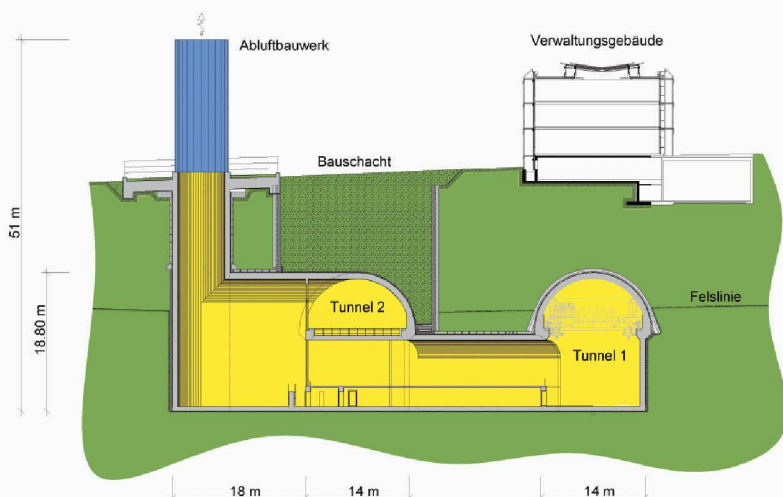 Abluftbauwerk
Verwaltungsgebäude
Bauschacht
51 m
Tunnel 2
Felslinie
18.80 m
Tunnel 1
18 m
14 m
14 m